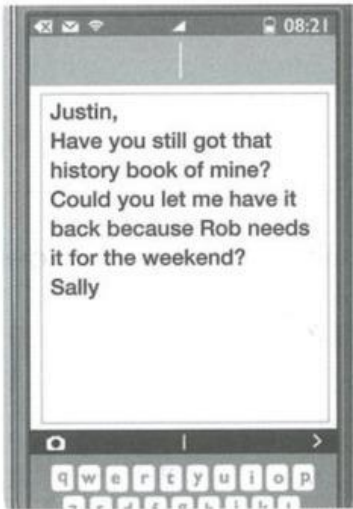 08:21
Justin,
Have you still got that
history book of mine?
Could you let me have it
back because Rob needs
it for the weekend?
Sally
q w e r t y u i o p